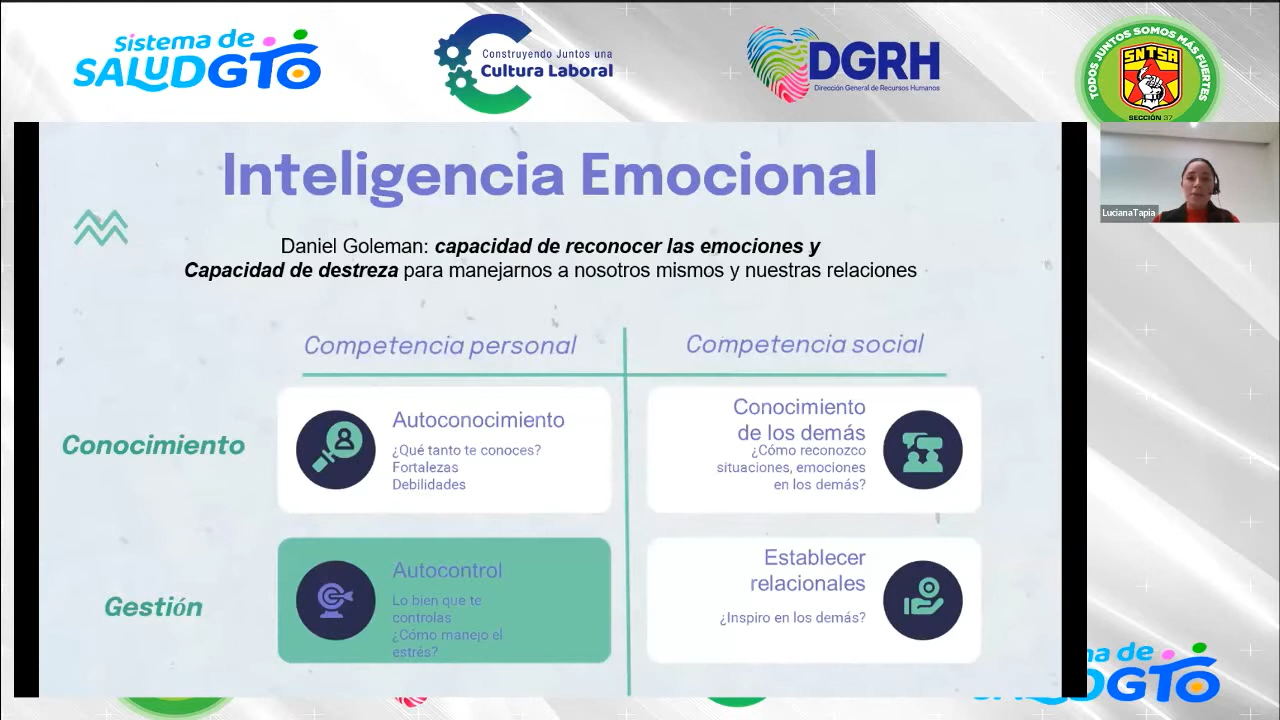 Sistema de
SALUDGTO
Construyendo Juntos una
Cultura Laboral
DGRH
Dirección General de Recursos Humanos
TODOS JUNTOS SOMOS MÁS FUERTES
SNTSA
SECCIÓN 37
LucianaTapia
Inteligencia Emocional
Daniel Goleman: capacidad de reconocer las emociones y
Capacidad de destreza para manejarnos a nosotros mismos y nuestras relaciones
Competencia personal
Competencia social
Conocimiento
Autoconocimiento
¿Qué tanto te conoces?
Fortalezas
Debilidades
Conocimiento
de los demás
¿Cómo reconozco
situaciones, emociones
en los demás?
Gestión
Autocontrol
Lo bien que te
controlas
¿Cómo manejo el
estrés?
Establecer
relacionales
¿Inspiro en los demás?
ma de
SALUDGTO